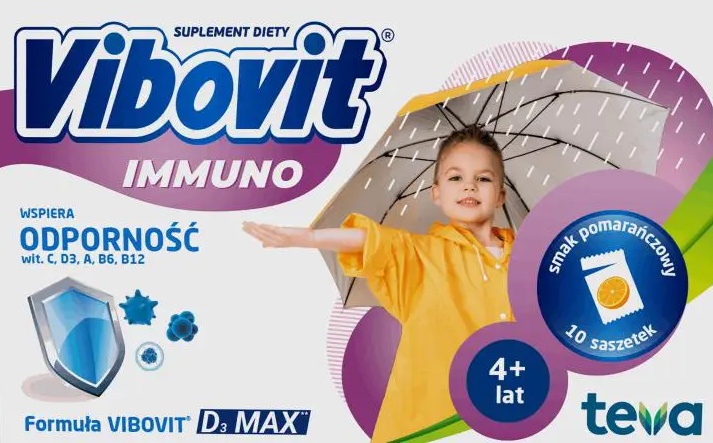 SUPLEMENT DIETY
Vibovit®
IMMUNO
WSPIERA
ODPORNOŚĆ
wit. C, D3, A, B6, B12
smak pomarańczowy
10 saszetek
4+
lat
Formuła VIBOVIT® D₃ MAX**
teva